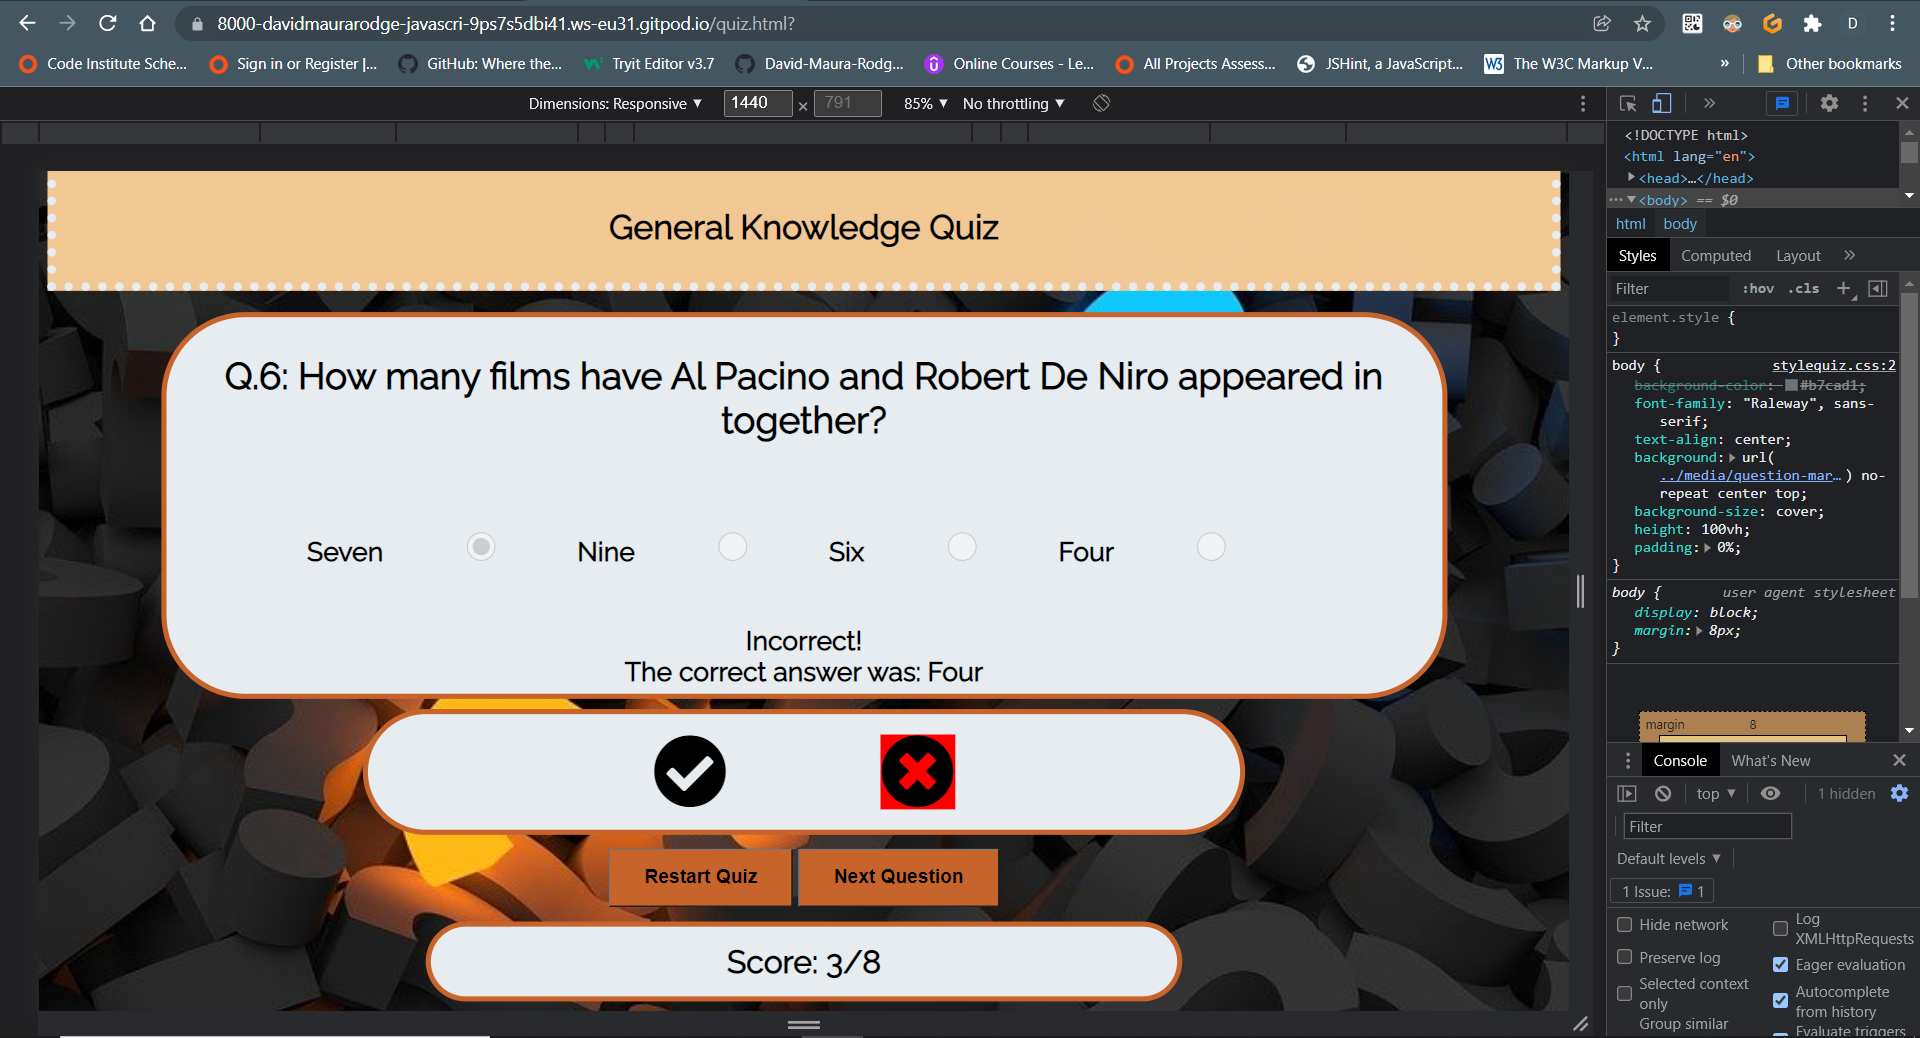 8000-davidmaurarodge-javascri-9ps7s5dbi41.ws-eu31.gitpod.io/quiz.html?
D
Code Institute Sche...
Sign in or Register |...
GitHub: Where the...
Tryit Editor v3.7
David-Maura-Rodg...
Online Courses - Le...
All Projects Assess...
JSHint, a JavaScript...
W3 The W3C Markup V...
»
Other bookmarks
Dimensions: Responsive ▼ 1440 × 791 85% ▼ No throttling ▼
General Knowledge Quiz
Q.6: How many films have Al Pacino and Robert De Niro appeared in
together?
Seven Nine Six Four
Incorrect!
The correct answer was: Four
Restart Quiz Next Question
Score: 3/8
<!DOCTYPE html>
<html lang="en">
<head>…</head>
<body> == $0
html body
Styles Computed Layout »
Filter :hov .cls +
element.style {
}
body { stylequiz.css:2
background-color: #b7cad1;
font-family: "Raleway", sans-
serif;
text-align: center;
background: url(
../media/question-mar…) no-
repeat center top;
background-size: cover;
height: 100vh;
padding: 0%;
}
body { user agent stylesheet
display: block;
margin: 8px;
}
margin 8
Console What's New
top ▼ 1 hidden
Filter
Default levels ▼
1 Issue: 1
Hide network
Log
XMLHttpRequests
Preserve log
Eager evaluation
Selected context
only
Autocomplete
from history
Group similar
Evaluate triggers